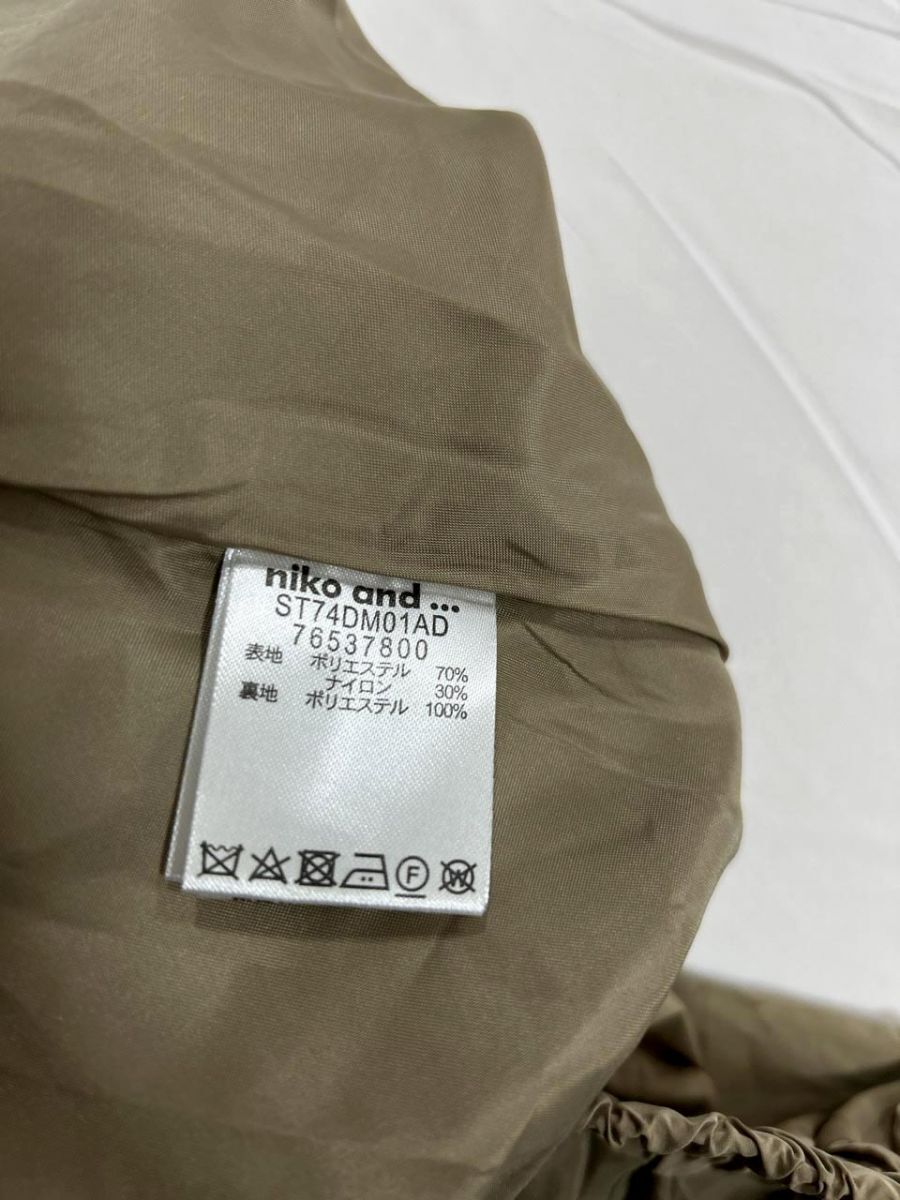 niko and ...
ST74DM01AD
76537800
表地 ポリエステル 70%
ナイロン 30%
裏地 ポリエステル 100%
F W